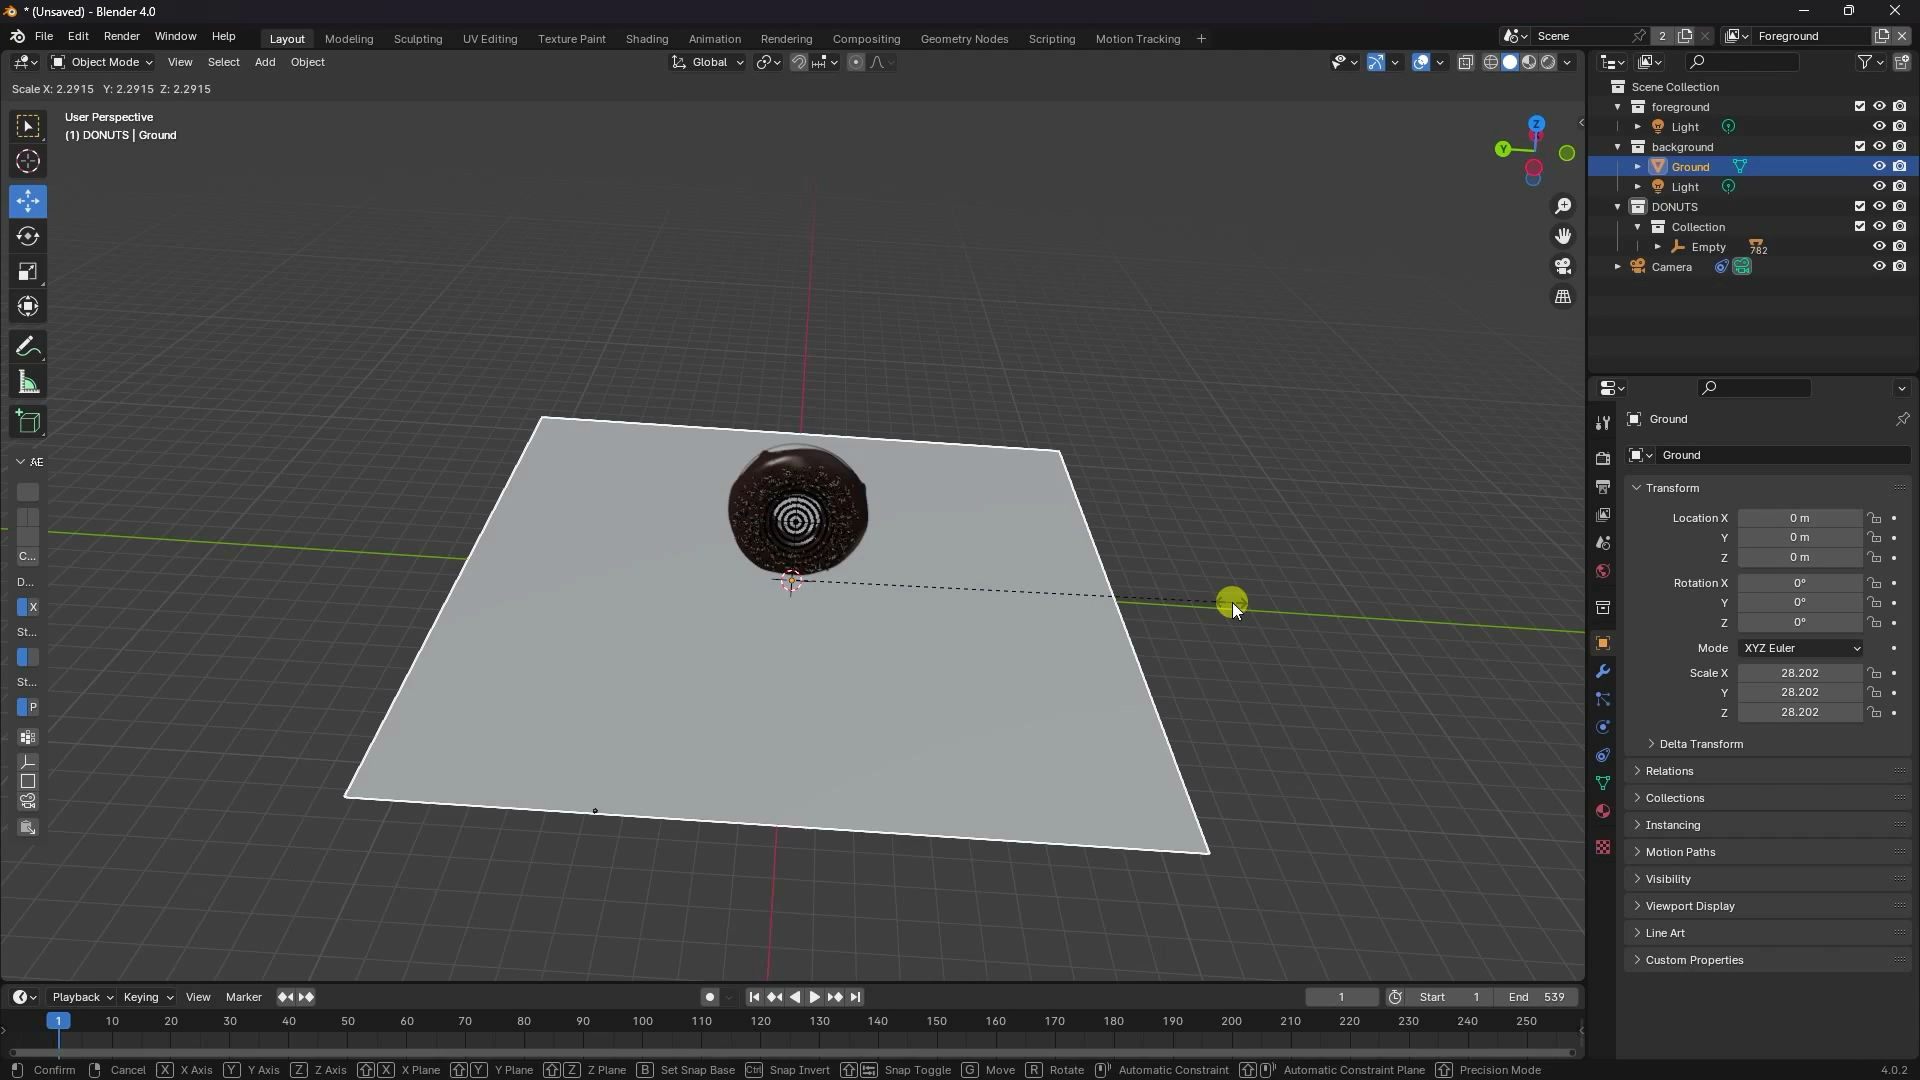 * (Unsaved) - Blender 4.0
File Edit Render Window Help Layout Modeling Sculpting UV Editing Texture Paint Shading Animation Rendering Compositing Geometry Nodes Scripting Motion Tracking + Scene 2 Foreground
Object Mode View Select Add Object Global
Scale X: 2.2915 Y: 2.2915 Z: 2.2915
User Perspective
(1) DONUTS | Ground
Z
Y
Scene Collection
foreground
Light
background
Ground
Light
DONUTS
Collection
Empty 782
Camera
AE
C...
D...
X
St...
St...
P
Ground
Ground
Transform
Location X 0 m
Y 0 m
Z 0 m
Rotation X 0°
Y 0°
Z 0°
Mode XYZ Euler
Scale X 28.202
Y 28.202
Z 28.202
Delta Transform
Relations
Collections
Instancing
Motion Paths
Visibility
Viewport Display
Line Art
Custom Properties
Playback Keying View Marker 1 Start 1 End 539
1 10 20 30 40 50 60 70 80 90 100 110 120 130 140 150 160 170 180 190 200 210 220 230 240 250
Confirm Cancel X X Axis Y Y Axis Z Z Axis X X Plane Y Y Plane Z Z Plane B Set Snap Base Ctrl Snap Invert Snap Toggle G Move R Rotate Automatic Constraint Automatic Constraint Plane Precision Mode 4.0.2